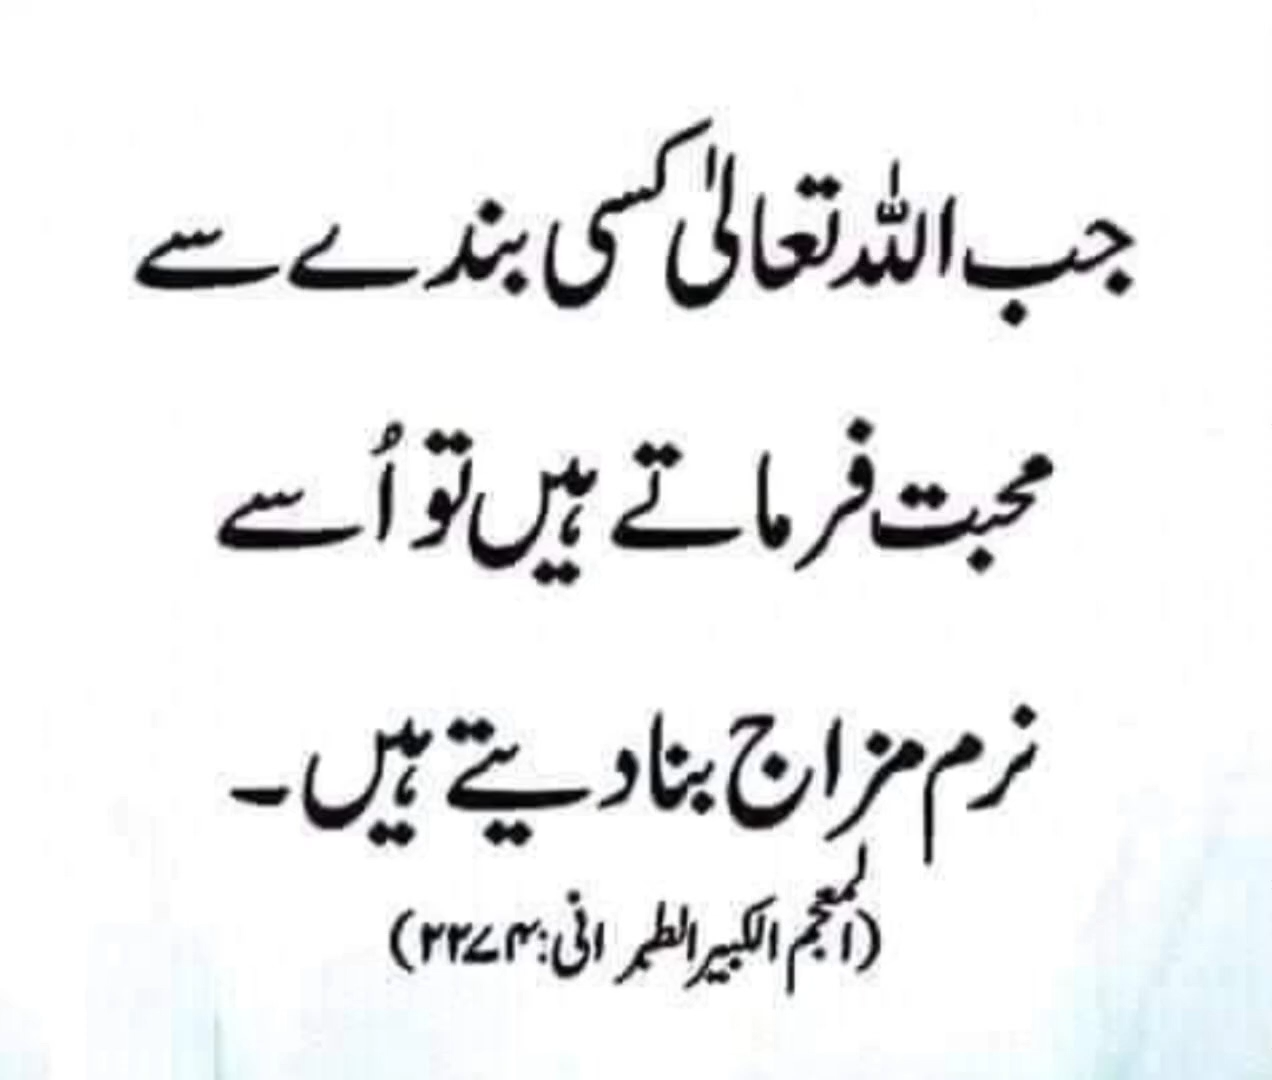 جب اللہ تعالیٰ کسی بندے سے
محبت فرماتے ہیں تو اُسے
نرم مزاج بنا دیتے ہیں۔
(المعجم الکبیر الطبرانی: ۲۲۷۴)